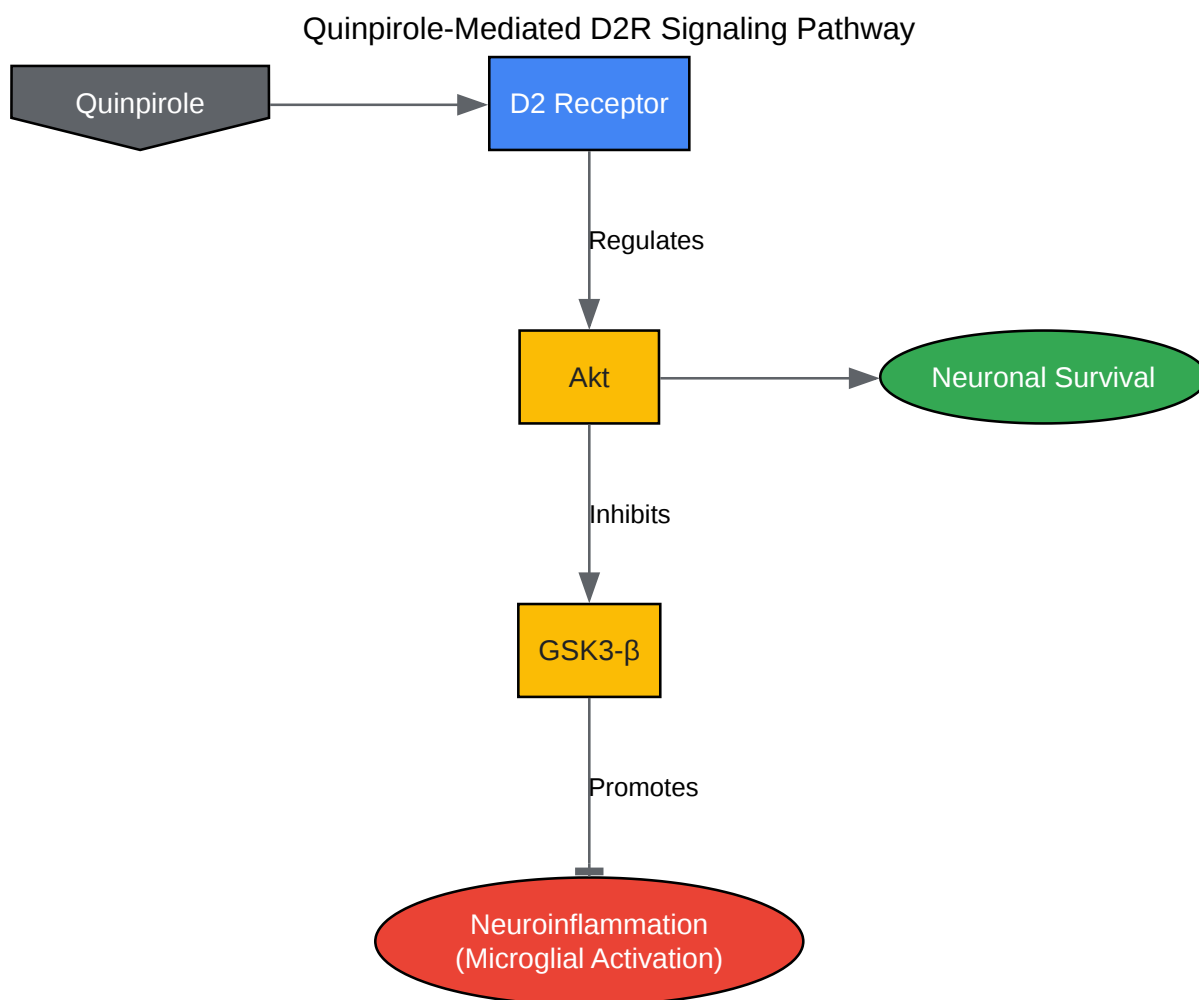 Quinpirole-Mediated D2R Signaling Pathway
Quinpirole
D2 Receptor
Regulates
Akt
Neuronal Survival
Inhibits
GSK3-β
Promotes
Neuroinflammation
(Microglial Activation)